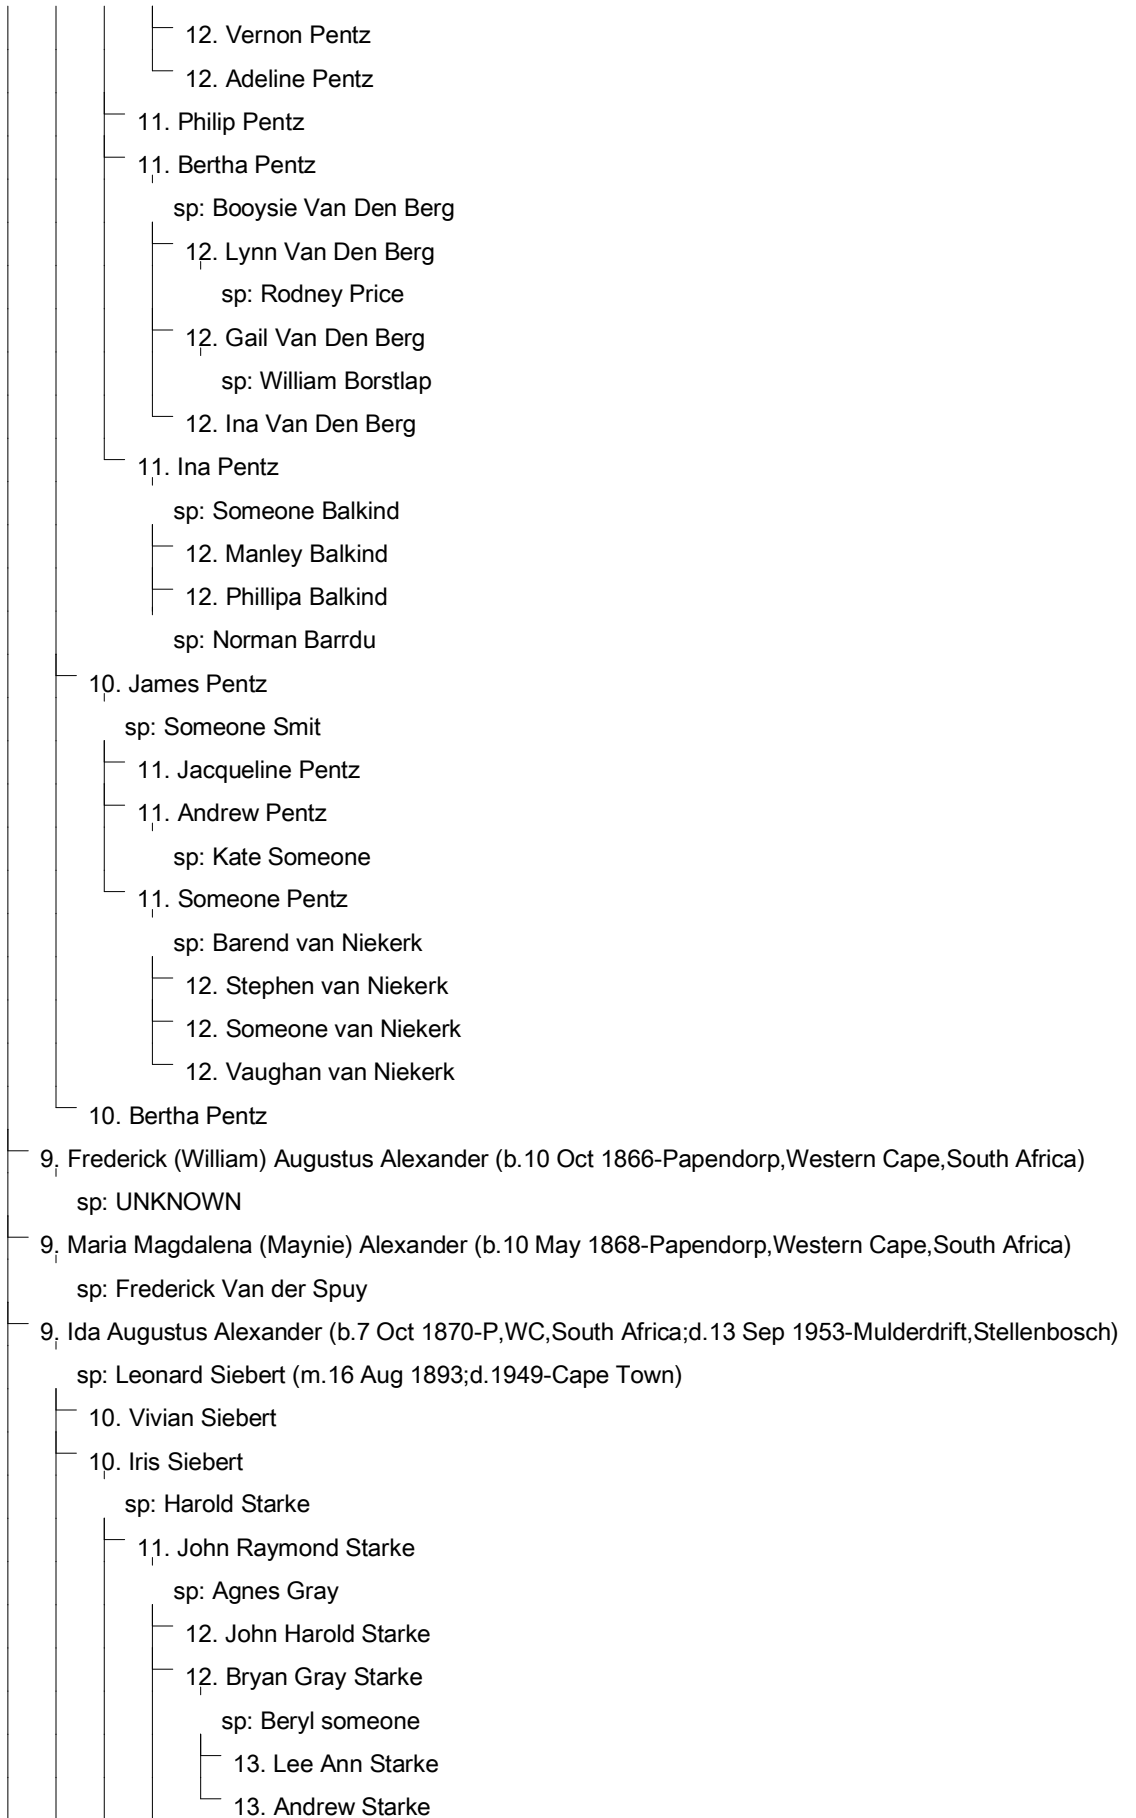 12. Vernon Pentz
12. Adeline Pentz
11. Philip Pentz
11. Bertha Pentz
sp: Booysie Van Den Berg
12. Lynn Van Den Berg
sp: Rodney Price
12. Gail Van Den Berg
sp: William Borstlap
12. Ina Van Den Berg
11. Ina Pentz
sp: Someone Balkind
12. Manley Balkind
12. Phillipa Balkind
sp: Norman Barrdu
10. James Pentz
sp: Someone Smit
11. Jacqueline Pentz
11. Andrew Pentz
sp: Kate Someone
11. Someone Pentz
sp: Barend van Niekerk
12. Stephen van Niekerk
12. Someone van Niekerk
12. Vaughan van Niekerk
10. Bertha Pentz
9. Frederick (William) Augustus Alexander (b.10 Oct 1866-Papendorp,Western Cape,South Africa)
sp: UNKNOWN
9. Maria Magdalena (Maynie) Alexander (b.10 May 1868-Papendorp,Western Cape,South Africa)
sp: Frederick Van der Spuy
9. Ida Augustus Alexander (b.7 Oct 1870-P,WC,South Africa;d.13 Sep 1953-Mulderdrift,Stellenbosch)
sp: Leonard Siebert (m.16 Aug 1893;d.1949-Cape Town)
10. Vivian Siebert
10. Iris Siebert
sp: Harold Starke
11. John Raymond Starke
sp: Agnes Gray
12. John Harold Starke
12. Bryan Gray Starke
sp: Beryl someone
13. Lee Ann Starke
13. Andrew Starke